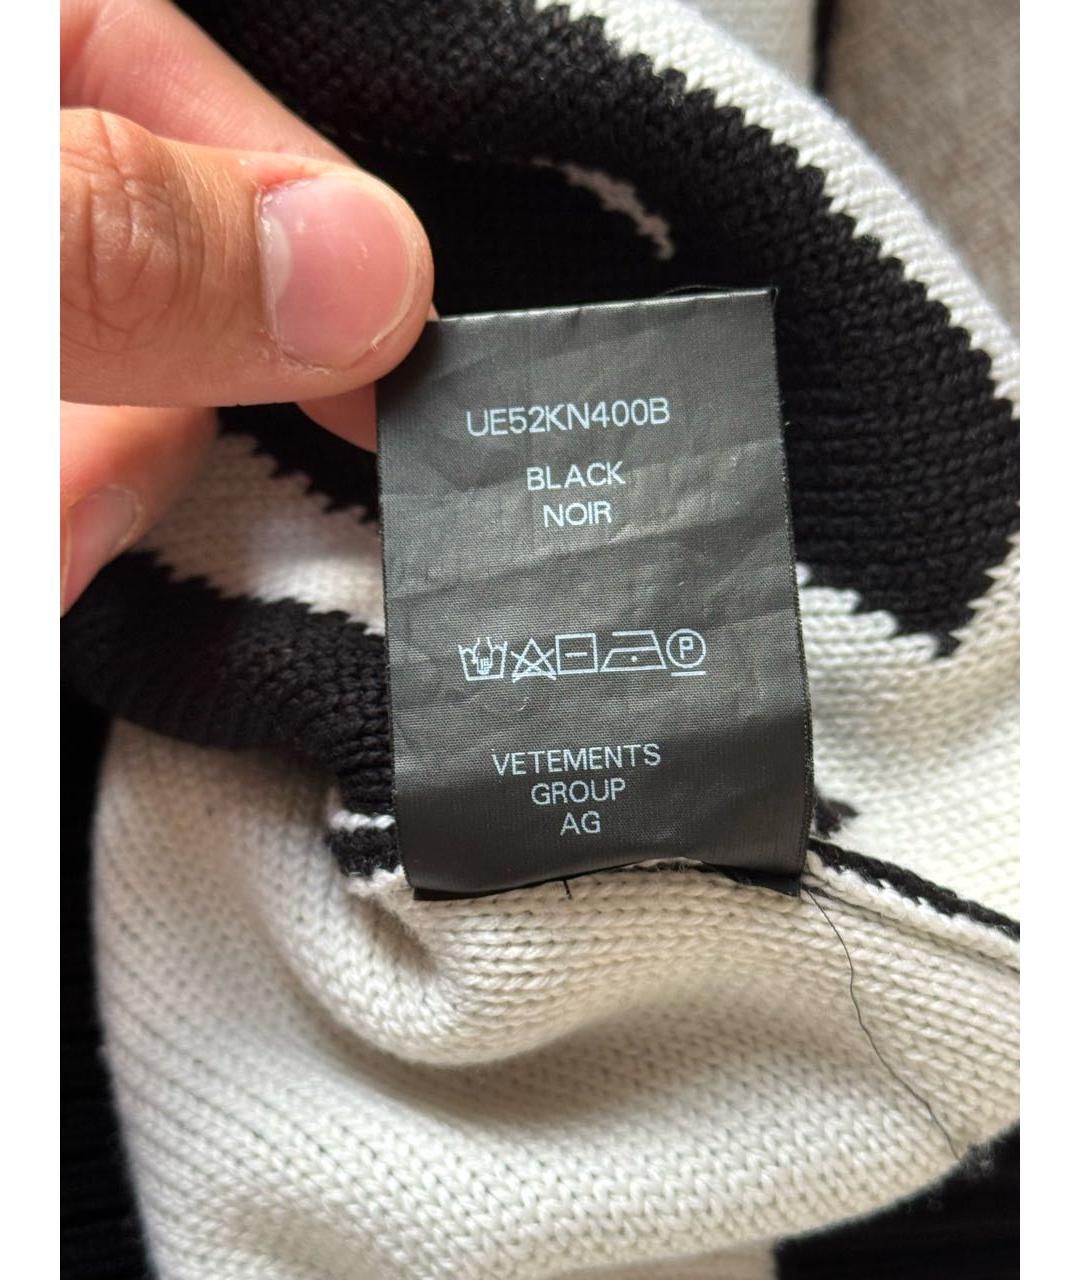 UE52KN400B
BLACK
NOIR
P
VETEMENTS
GROUP
AG